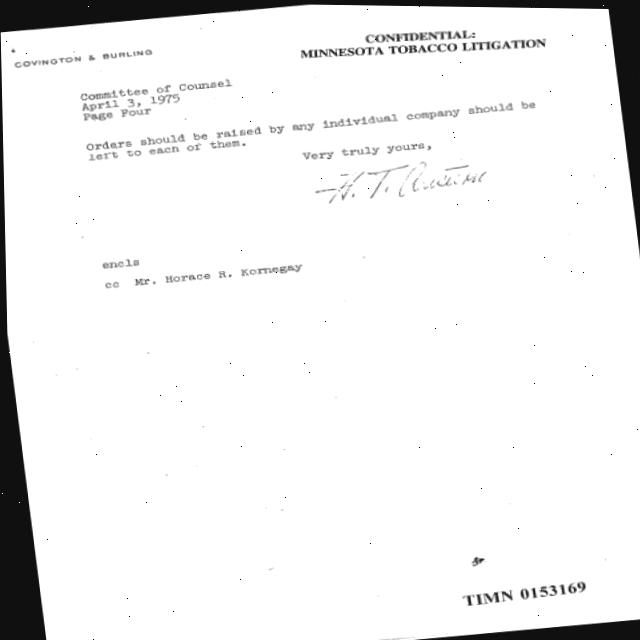 COVINGTON & BURLING
CONFIDENTIAL:
MINNESOTA TOBACCO LITIGATION
Committee of Counsel
April 3, 1975
Page Four
Orders should be raised by any individual company should be
left to each of them.
Very truly yours,
H. T. Austern
encls
cc Mr. Horace R. Kornegay
TIMN 0153169